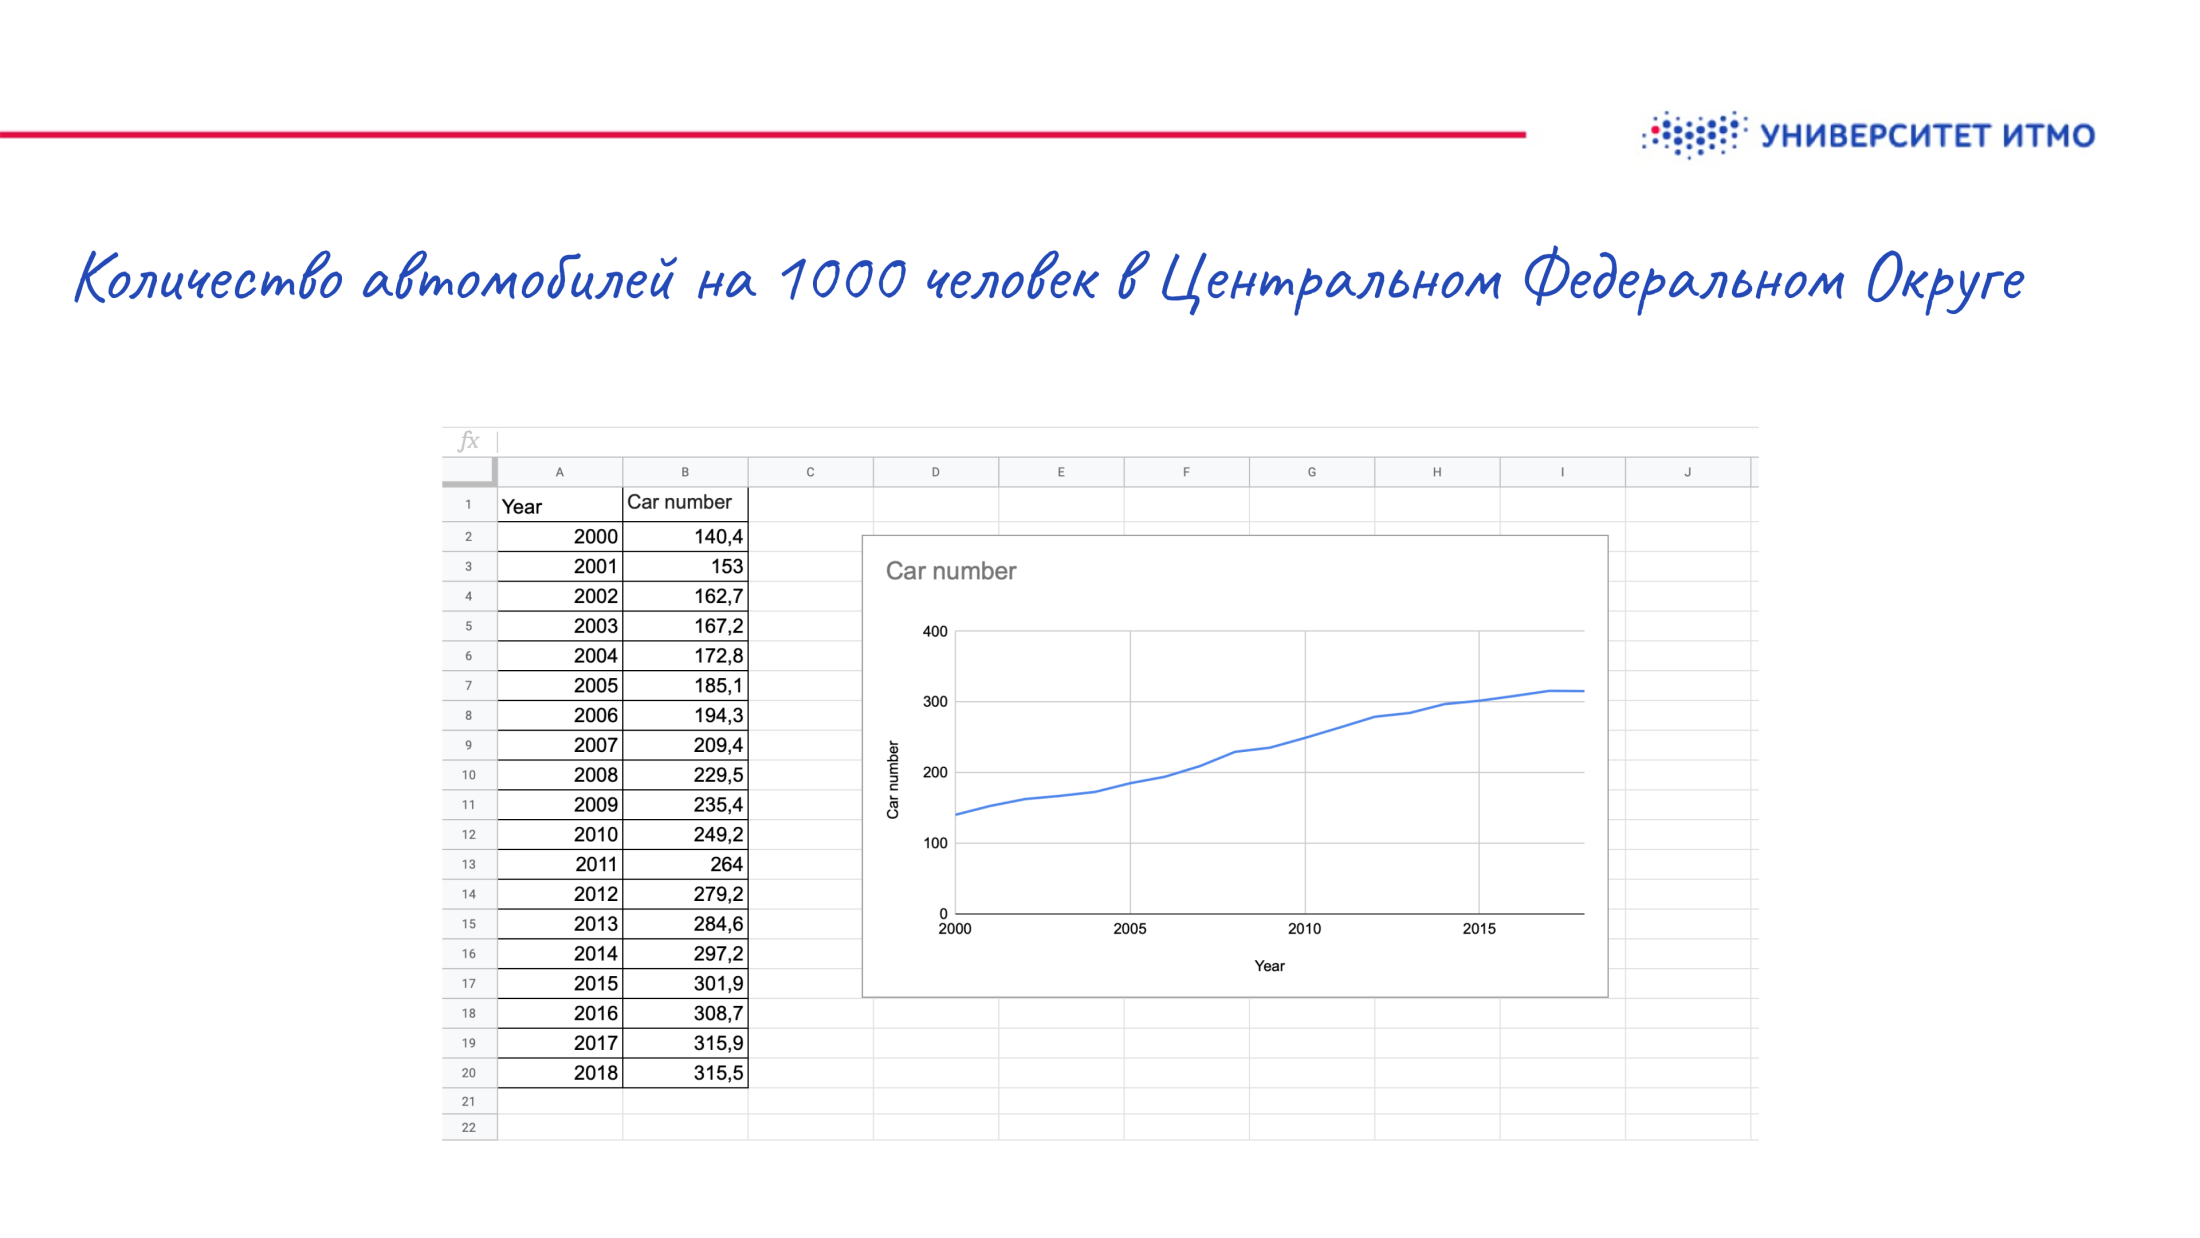 УНИВЕРСИТЕТ ИТМО
Количество автомобилей на 1000 человек в Центральном Федеральном Округе
fx
A B C D E F G H I J
1 Year Car number
2 2000 140,4
3 2001 153
4 2002 162,7
5 2003 167,2
6 2004 172,8
7 2005 185,1
8 2006 194,3
9 2007 209,4
10 2008 229,5
11 2009 235,4
12 2010 249,2
13 2011 264
14 2012 279,2
15 2013 284,6
16 2014 297,2
17 2015 301,9
18 2016 308,7
19 2017 315,9
20 2018 315,5
21
22
Car number
400
300
200
100
0
Car number
2000 2005 2010 2015
Year